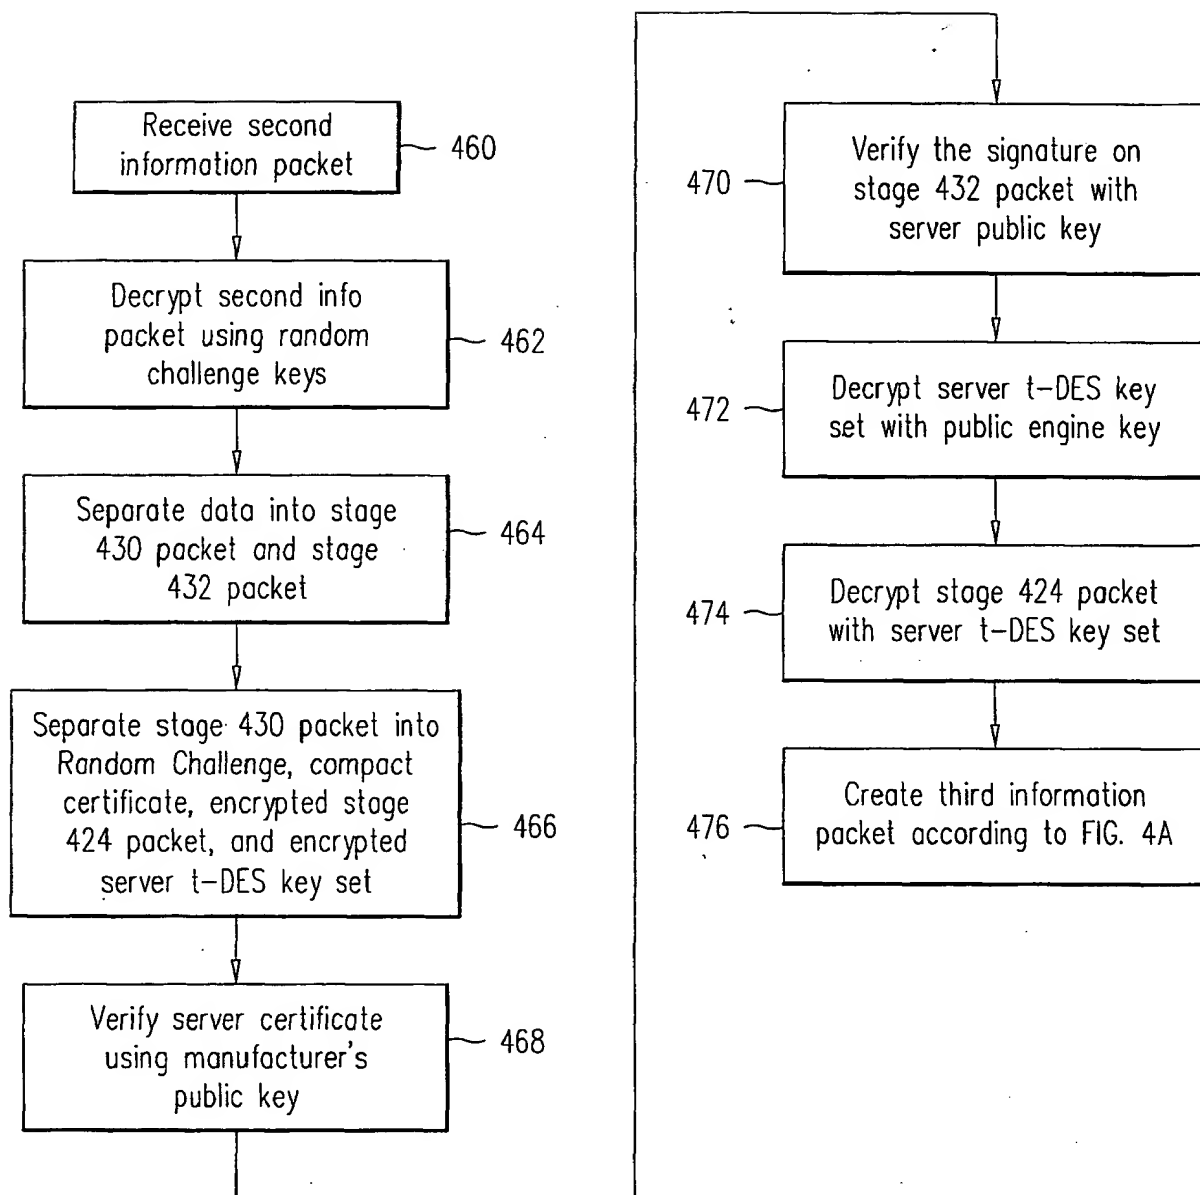 Receive second
information packet
460
Decrypt second info
packet using random
challenge keys
462
Separate data into stage
430 packet and stage
432 packet
464
Separate stage 430 packet into
Random Challenge, compact
certificate, encrypted stage
424 packet, and encrypted
server t-DES key set
466
Verify server certificate
using manufacturer's
public key
468
Verify the signature on
stage 432 packet with
server public key
470
Decrypt server t-DES key
set with public engine key
472
Decrypt stage 424 packet
with server t-DES key set
474
Create third information
packet according to FIG. 4A
476